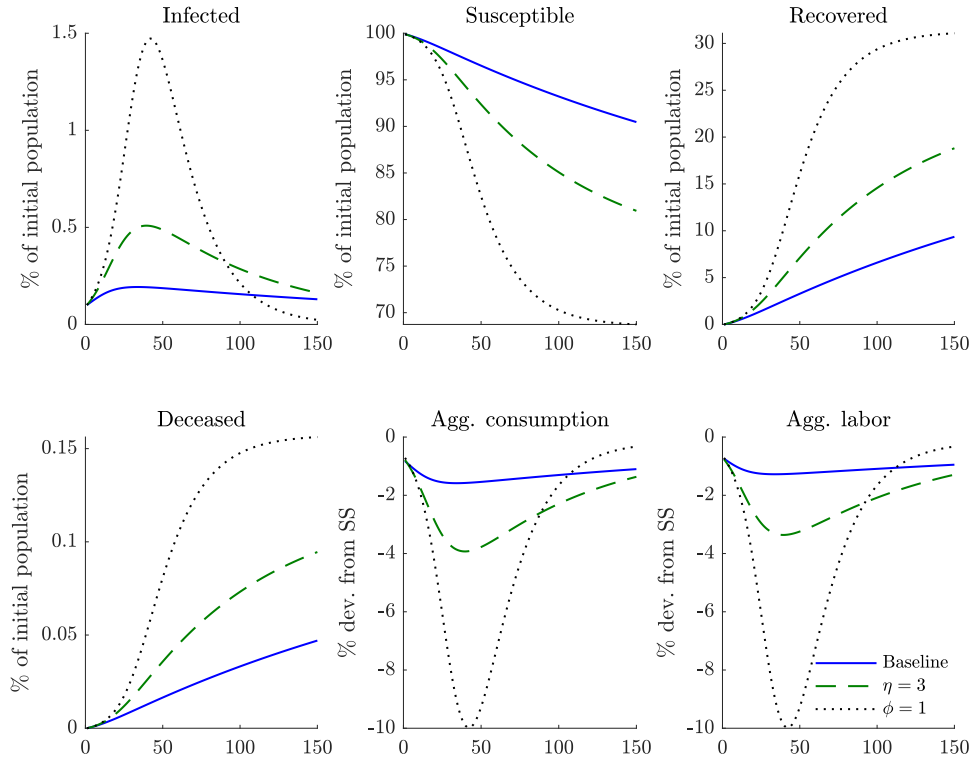 Infected
% of initial population
1.5
1
0.5
0
0 50 100 150
Susceptible
% of initial population
100
95
90
85
80
75
70
0 50 100 150
Recovered
% of initial population
30
25
20
15
10
5
0
0 50 100 150
Deceased
% of initial population
0.15
0.1
0.05
0
0 50 100 150
Agg. consumption
% dev. from SS
0
-2
-4
-6
-8
-10
0 50 100 150
Agg. labor
% dev. from SS
0
-2
-4
-6
-8
-10
0 50 100 150
Baseline
η = 3
ϕ = 1